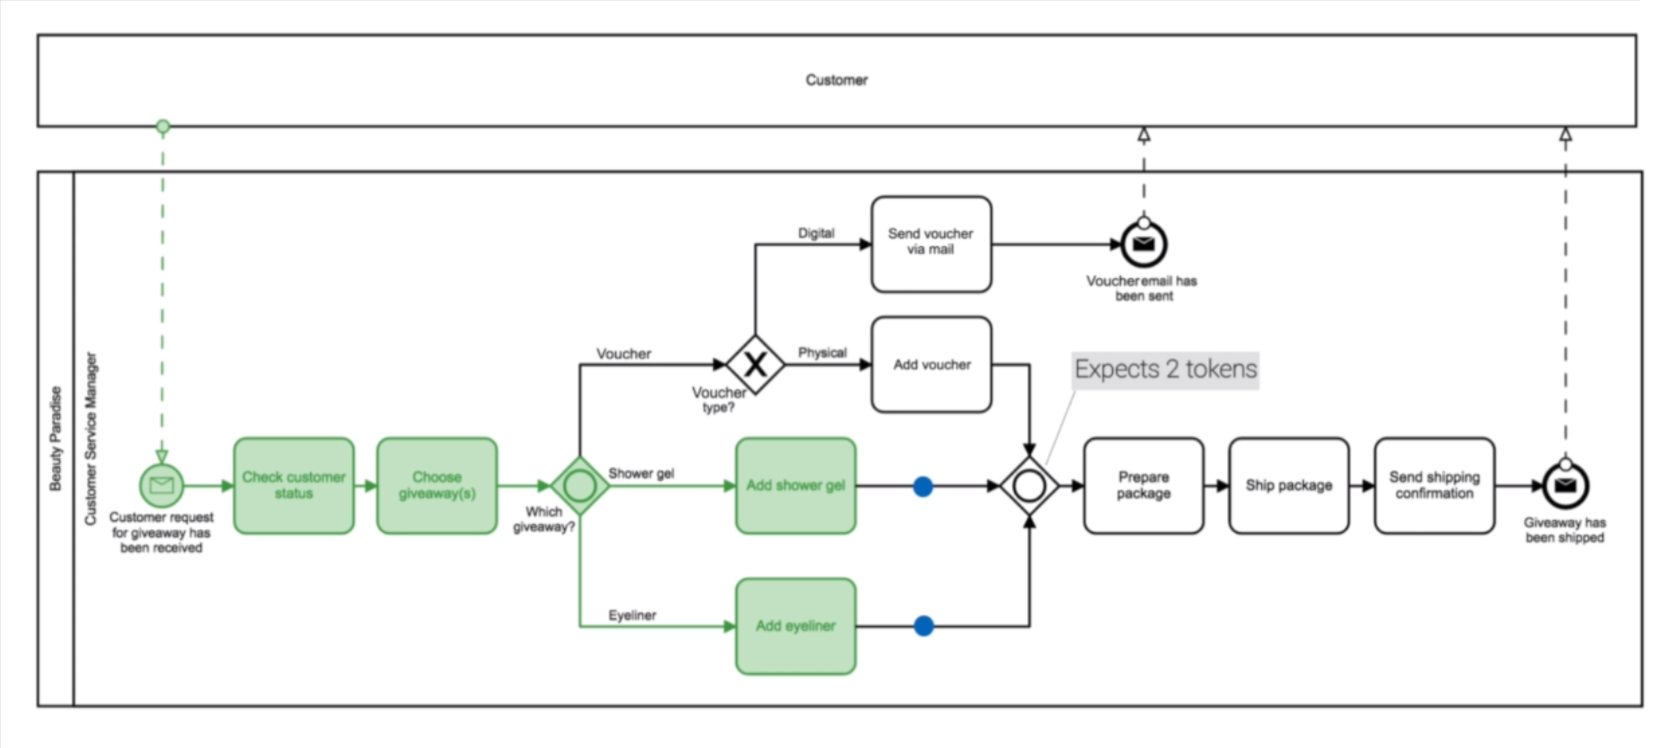 Customer
Beauty Paradise
Customer Service Manager
Customer request
for giveaway has
been received
Check customer
status
Choose
giveaway(s)
Which
giveaway?
Voucher
Shower gel
Eyeliner
X
Voucher
type?
Digital
Physical
Send voucher
via mail
Add voucher
Add shower gel
Add eyeliner
Voucher email has
been sent
Expects 2 tokens
Prepare
package
Ship package
Send shipping
confirmation
Giveaway has
been shipped